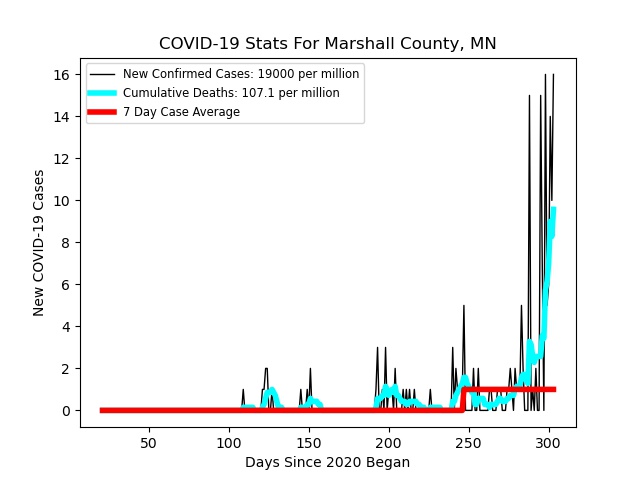 COVID-19 Stats For Marshall County, MN
New Confirmed Cases: 19000 per million
Cumulative Deaths: 107.1 per million
7 Day Case Average
16
14
12
10
8
6
4
2
0
New COVID-19 Cases
50 100 150 200 250 300
Days Since 2020 Began